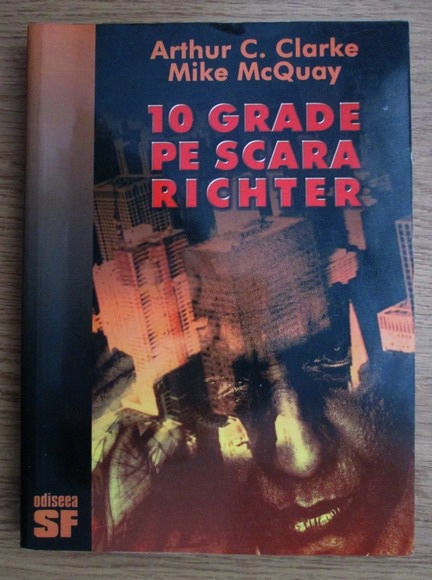 Arthur C. Clarke
Mike McQuay
10 GRADE
PE SCARA
RICHTER
odiseea
SF